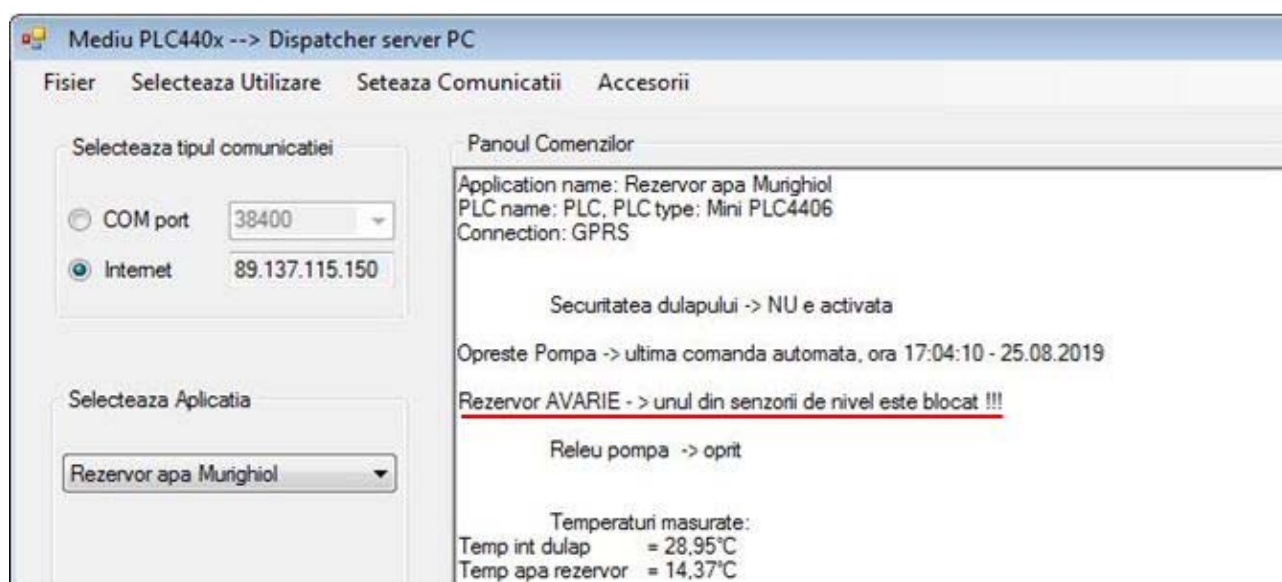 Mediu PLC440x --> Dispatcher server PC
Fisier Selecteaza Utilizare Seteaza Comunicatii Accesorii
Selecteaza tipul comunicatiei
COM port 38400
Internet 89.137.115.150
Selecteaza Aplicatia
Rezervor apa Murighiol
Panoul Comenzilor
Application name: Rezervor apa Murighiol
PLC name: PLC, PLC type: Mini PLC4406
Connection: GPRS
Securitatea dulapului -> NU e activata
Opreste Pompa -> ultima comanda automata, ora 17:04:10 - 25.08.2019
Rezervor AVARIE - > unul din senzorii de nivel este blocat !!!
Releu pompa -> oprit
Temperaturi masurate:
Temp int dulap = 28,95°C
Temp apa rezervor = 14,37°C